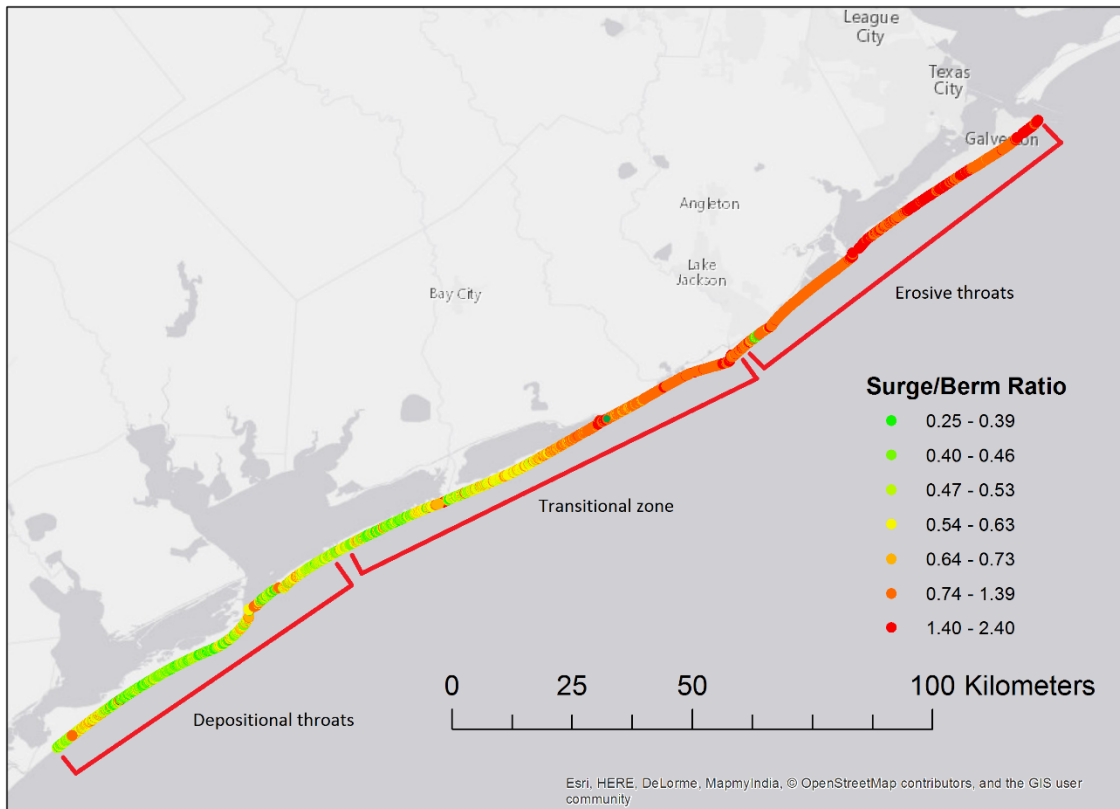 League
City
Texas
City
Galveston
Angleton
Lake
Jackson
Bay City
Erosive throats
Transitional zone
Depositional throats
Surge/Berm Ratio
0.25 - 0.39
0.40 - 0.46
0.47 - 0.53
0.54 - 0.63
0.64 - 0.73
0.74 - 1.39
1.40 - 2.40
0 25 50 100 Kilometers
Esri, HERE, DeLorme, MapmyIndia, © OpenStreetMap contributors, and the GIS user
community